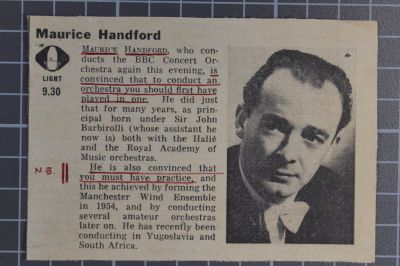 Maurice Handford
LIGHT
9.30
MAURICE HANDFORD, who con-
ducts the BBC Concert Or-
chestra again this evening, is
convinced that to conduct an
orchestra you should first have
played in one. He did just
that for many years, as prin-
cipal horn under Sir John
Barbirolli (whose assistant he
now is) both with the Hallé
and the Royal Academy of
Music orchestras.
N.B.
He is also convinced that
you must have practice, and
this he achieved by forming the
Manchester Wind Ensemble
in 1954, and by conducting
several amateur orchestras
later on. He has recently been
conducting in Yugoslavia and
South Africa.